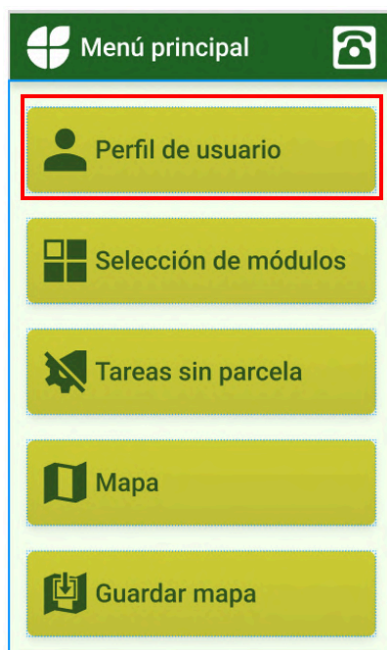 Menú principal
Perfil de usuario
Selección de módulos
Tareas sin parcela
Mapa
Guardar mapa